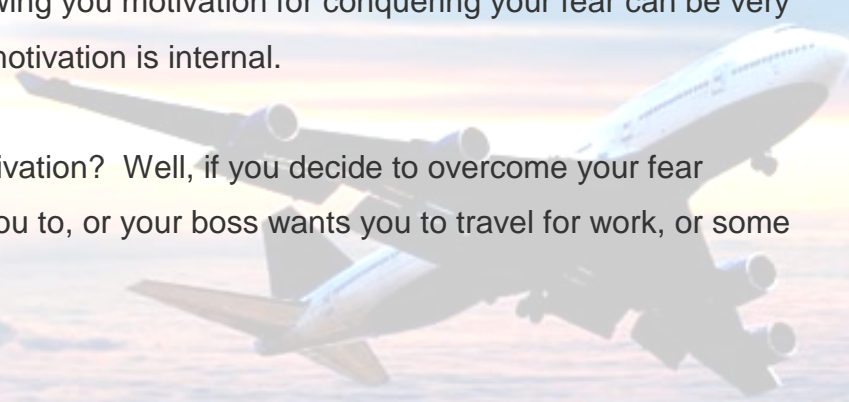 wing you motivation for conquering your fear can be very
notivation is internal.
ivation? Well, if you decide to overcome your fear
ou to, or your boss wants you to travel for work, or some